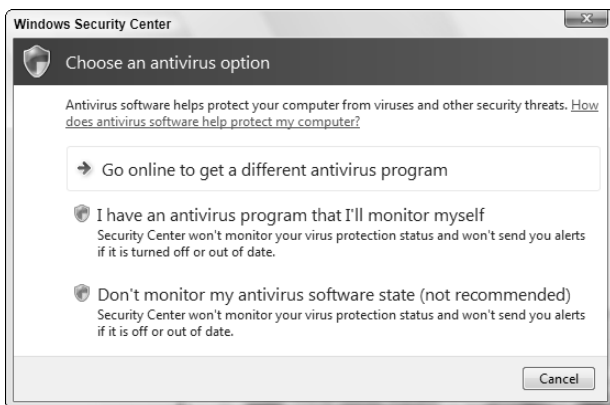 Windows Security Center
Choose an antivirus option
Antivirus software helps protect your computer from viruses and other security threats. How
does antivirus software help protect my computer?
Go online to get a different antivirus program
I have an antivirus program that I'll monitor myself
Security Center won't monitor your virus protection status and won't send you alerts
if it is turned off or out of date.
Don't monitor my antivirus software state (not recommended)
Security Center won't monitor your virus protection status and won't send you alerts
if it is off or out of date.
Cancel